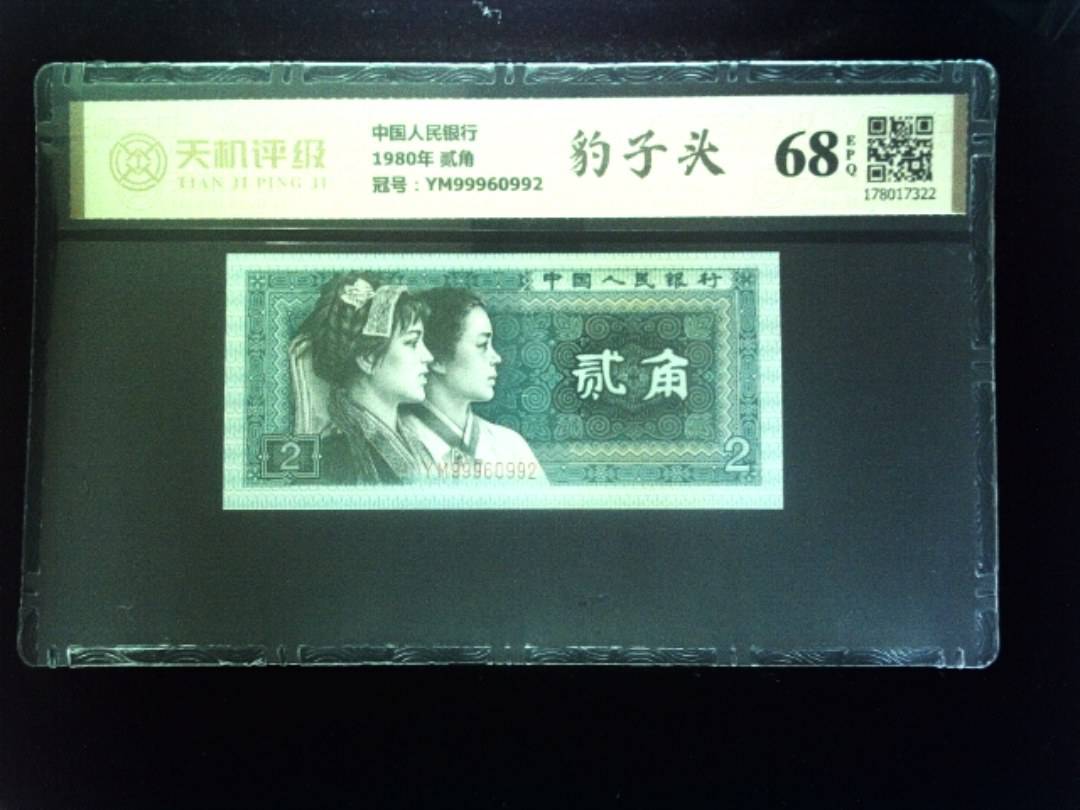 天机评级
TIAN JI PING JI
中国人民银行
1980年 贰角
冠号：YM99960992
豹子头
68
EPQ
178017322
中国人民银行
贰角
2
2
YM99960992